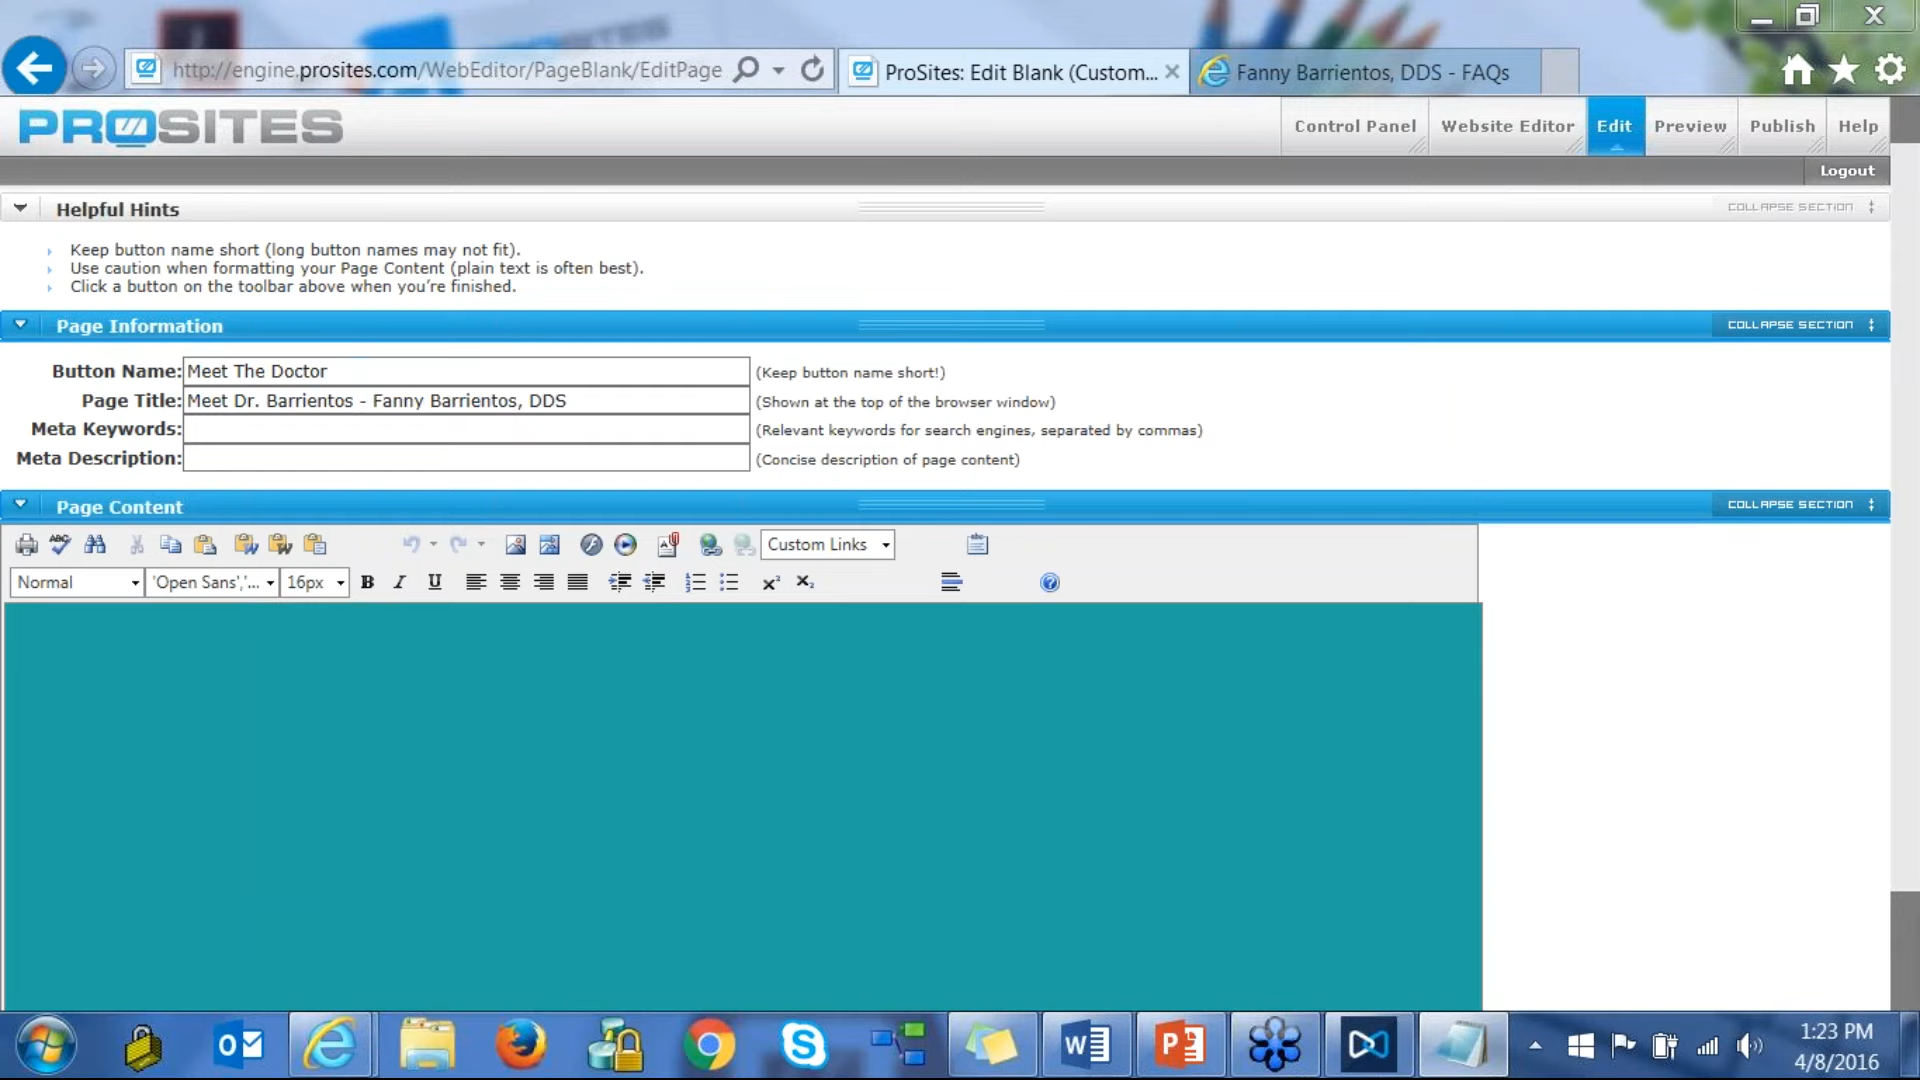 http://engine.prosites.com/WebEditor/PageBlank/EditPage
ProSites: Edit Blank (Custom...
Fanny Barrientos, DDS - FAQs
PROSITES
Control Panel
Website Editor
Edit
Preview
Publish
Help
Logout
Helpful Hints
COLLAPSE SECTION
Keep button name short (long button names may not fit).
Use caution when formatting your Page Content (plain text is often best).
Click a button on the toolbar above when you’re finished.
Page Information
COLLAPSE SECTION
Button Name: Meet The Doctor (Keep button name short!)
Page Title: Meet Dr. Barrientos - Fanny Barrientos, DDS (Shown at the top of the browser window)
Meta Keywords: (Relevant keywords for search engines, separated by commas)
Meta Description: (Concise description of page content)
Page Content
COLLAPSE SECTION
Custom Links
Normal 'Open Sans','... 16px B I U
1:23 PM
4/8/2016